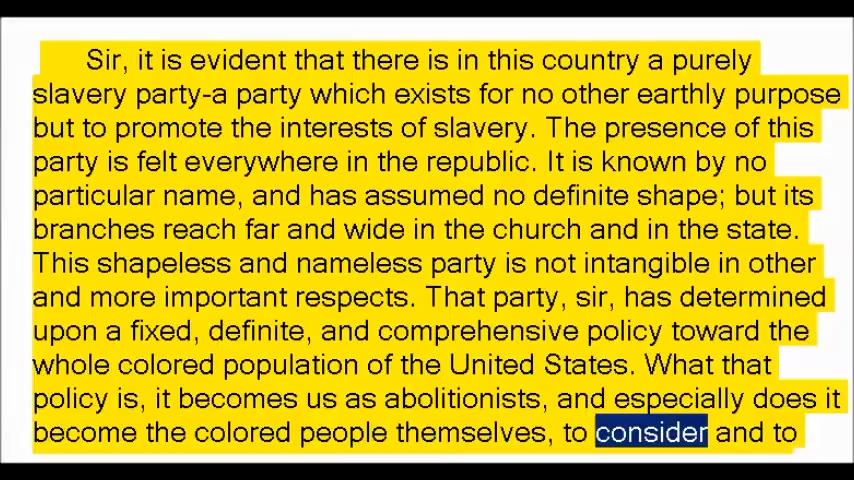 Sir, it is evident that there is in this country a purely
slavery party-a party which exists for no other earthly purpose
but to promote the interests of slavery. The presence of this
party is felt everywhere in the republic. It is known by no
particular name, and has assumed no definite shape; but its
branches reach far and wide in the church and in the state.
This shapeless and nameless party is not intangible in other
and more important respects. That party, sir, has determined
upon a fixed, definite, and comprehensive policy toward the
whole colored population of the United States. What that
policy is, it becomes us as abolitionists, and especially does it
become the colored people themselves, to consider and to